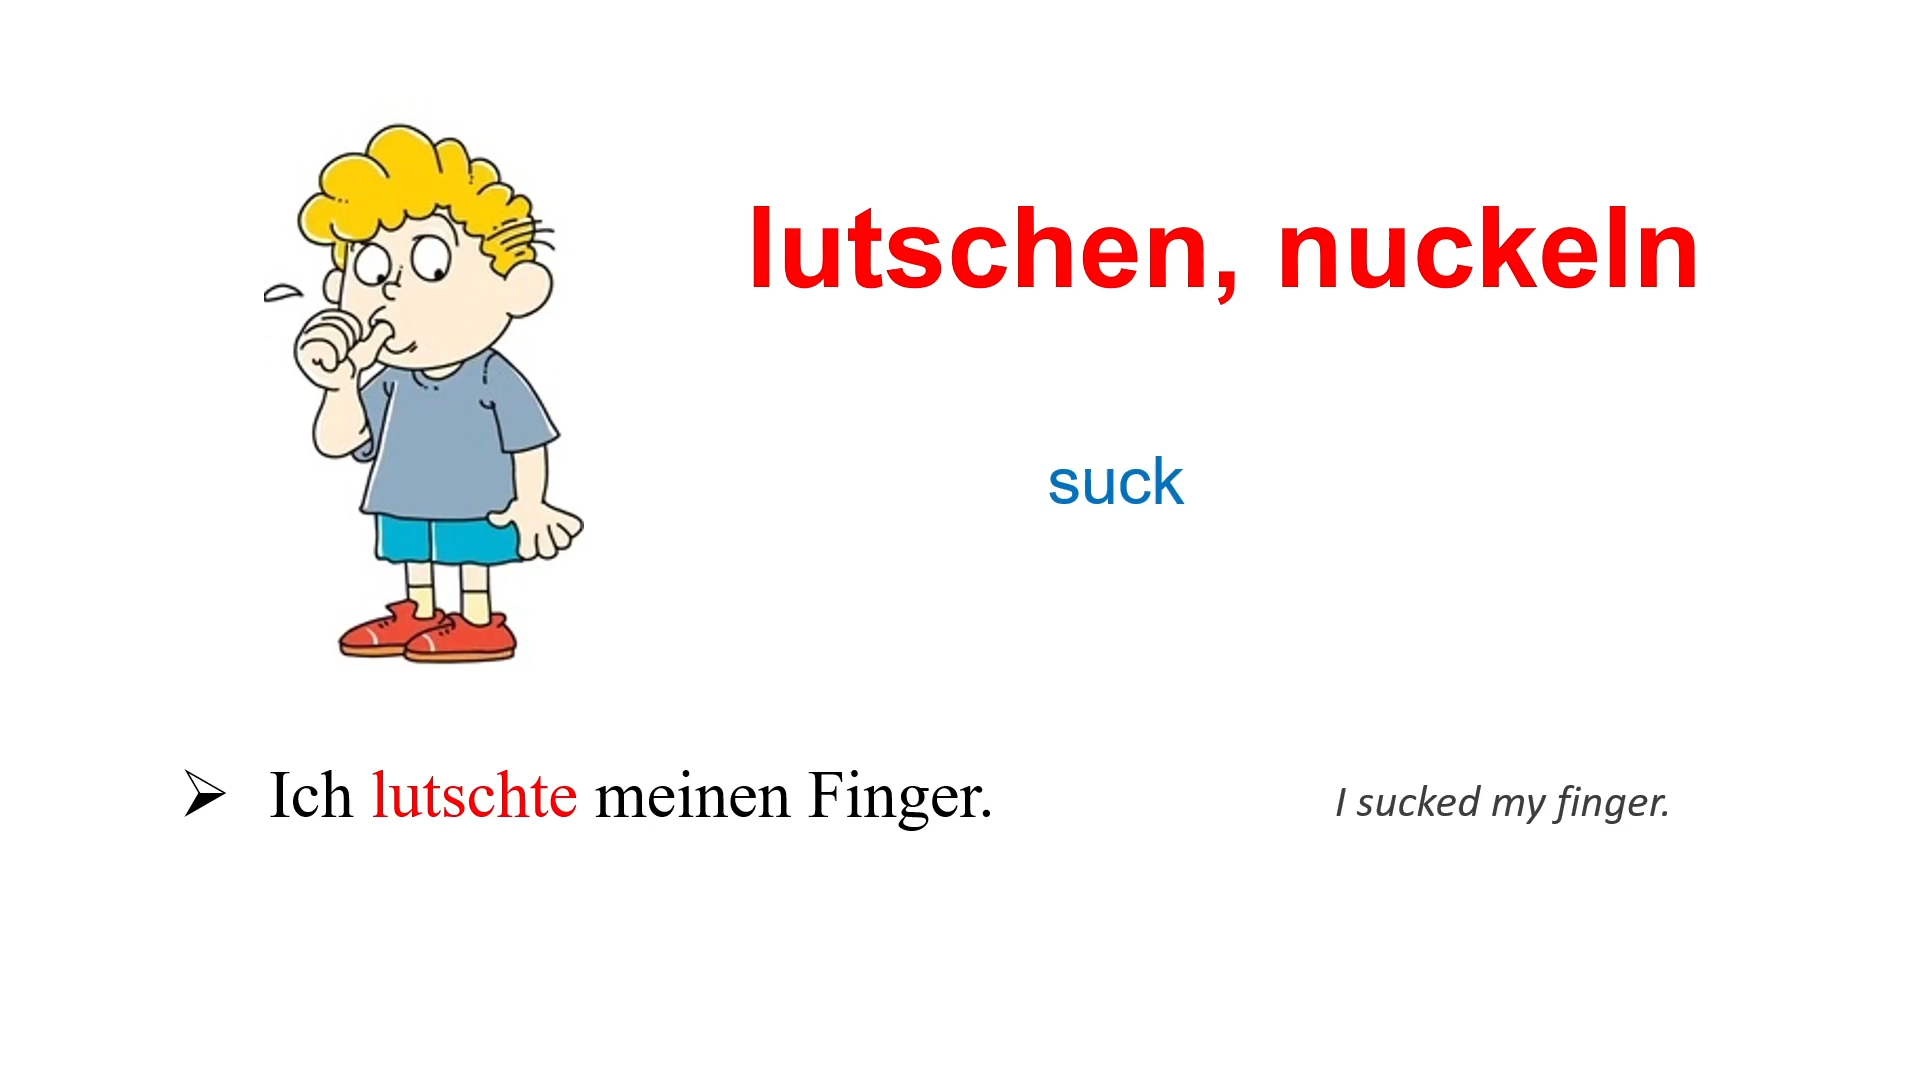 lutschen, nuckeln
suck
Ich lutschte meinen Finger.
I sucked my finger.